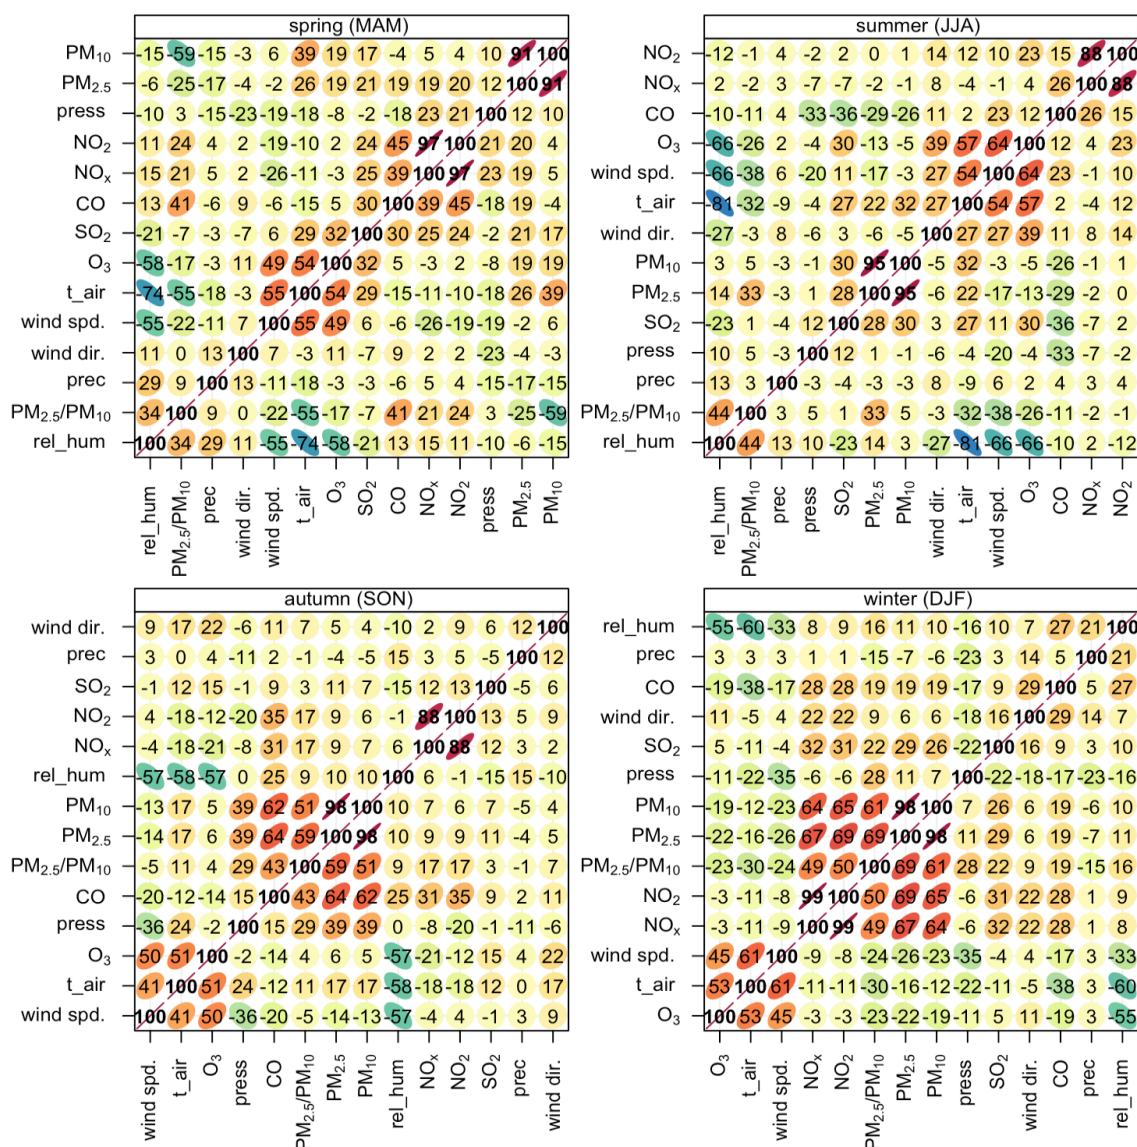 spring (MAM)
PM₁₀ -15 -59 -15 -3 6 39 19 17 -4 5 4 10 91 100
PM₂.₅ -6 -25 -17 -4 -2 26 19 21 19 19 20 12 100 91
press -10 3 -15 -23 -19 -18 -8 -2 -18 23 21 100 12 10
NO₂ 11 24 4 2 -19 -10 2 24 45 97 100 21 20 4
NOₓ 15 21 5 2 -26 -11 -3 25 39 100 97 23 19 5
CO 13 41 -6 9 -6 -15 5 30 100 39 45 -18 19 -4
SO₂ -21 -7 -3 -7 6 29 32 100 30 25 24 -2 21 17
O₃ -58 -17 -3 11 49 54 100 32 5 -3 2 -8 19 19
t_air -74 -55 -18 -3 55 100 54 29 -15 -11 -10 -18 26 39
wind spd. -55 -22 -11 7 100 55 49 6 -6 -26 -19 -19 -2 6
wind dir. 11 0 13 100 7 -3 11 -7 9 2 2 -23 -4 -3
prec 29 9 100 13 -11 -18 -3 -3 -6 5 4 -15 -17 -15
PM₂.₅/PM₁₀ 34 100 9 0 -22 -55 -17 -7 41 21 24 3 -25 -59
rel_hum 100 34 29 11 -55 -74 -58 -21 13 15 11 -10 -6 -15
rel_hum PM₂.₅/PM₁₀ prec wind dir. wind spd. t_air O₃ SO₂ CO NOₓ NO₂ press PM₂.₅ PM₁₀
summer (JJA)
NO₂ -12 -1 4 -2 2 0 1 14 12 10 23 15 88 100
NOₓ 2 -2 3 -7 -7 -2 -1 8 -4 -1 4 26 100 88
CO -10 -11 4 -33 -36 -29 -26 11 2 23 12 100 26 15
O₃ -66 -26 2 -4 30 -13 -5 39 57 64 100 12 4 23
wind spd. -66 -38 6 -20 11 -17 -3 27 54 100 64 23 -1 10
t_air -81 -32 -9 -4 27 22 32 27 100 54 57 2 -4 12
wind dir. -27 -3 8 -6 3 -6 -5 100 27 27 39 11 8 14
PM₁₀ 3 5 -3 -1 30 95 100 -5 32 -3 -5 -26 -1 1
PM₂.₅ 14 33 -3 1 28 100 95 -6 22 -17 -13 -29 -2 0
SO₂ -23 1 -4 12 100 28 30 3 27 11 30 -36 -7 2
press 10 5 -3 100 12 1 -1 -6 -4 -20 -4 -33 -7 -2
prec 13 3 100 -3 -4 -3 -3 8 -9 6 2 4 3 4
PM₂.₅/PM₁₀ 44 100 3 5 1 33 5 -3 -32 -38 -26 -11 -2 -1
rel_hum 100 44 13 10 -23 14 3 -27 -81 -66 -66 -10 2 -12
rel_hum PM₂.₅/PM₁₀ prec press SO₂ PM₂.₅ PM₁₀ wind dir. t_air wind spd. O₃ CO NOₓ NO₂
autumn (SON)
wind dir. 9 17 22 -6 11 7 5 4 -10 2 9 6 12 100
prec 3 0 4 -11 2 -1 -4 -5 15 3 5 -5 100 12
SO₂ -1 12 15 -1 9 3 11 7 -15 12 13 100 -5 6
NO₂ 4 -18 -12 -20 35 17 9 6 -1 88 100 13 5 9
NOₓ -4 -18 -21 -8 31 17 9 7 6 100 88 12 3 2
rel_hum -57 -58 -57 0 25 9 10 10 100 6 -1 -15 15 -10
PM₁₀ -13 17 5 39 62 51 98 100 10 7 6 7 -5 4
PM₂.₅ -14 17 6 39 64 59 100 98 10 9 9 11 -4 5
PM₂.₅/PM₁₀ -5 11 4 29 43 100 59 51 9 17 17 3 -1 7
CO -20 -12 -14 15 100 43 64 62 25 31 35 9 2 11
press -36 24 -2 100 15 29 39 39 0 -8 -20 -1 -11 -6
O₃ 50 51 100 -2 -14 4 6 5 -57 -21 -12 15 4 22
t_air 41 100 51 24 -12 11 17 17 -58 -18 -18 12 0 17
wind spd. 100 41 50 -36 -20 -5 -14 -13 -57 -4 4 -1 3 9
wind spd. t_air O₃ press CO PM₂.₅/PM₁₀ PM₂.₅ PM₁₀ rel_hum NOₓ NO₂ SO₂ prec wind dir.
winter (DJF)
rel_hum -55 -60 -33 8 9 16 11 10 -16 10 7 27 21 100
prec 3 3 3 1 1 -15 -7 -6 -23 3 14 5 100 21
CO -19 -38 -17 28 28 19 19 19 -17 9 29 100 5 27
wind dir. 11 -5 4 22 22 9 6 6 -18 16 100 29 14 7
SO₂ 5 -11 -4 32 31 22 29 26 -22 100 16 9 3 10
press -11 -22 -35 -6 -6 28 11 7 100 -22 -18 -17 -23 -16
PM₁₀ -19 -12 -23 64 65 61 98 100 7 26 6 19 -6 10
PM₂.₅ -22 -16 -26 67 69 69 100 98 11 29 6 19 -7 11
PM₂.₅/PM₁₀ -23 -30 -24 49 50 100 69 61 28 22 9 19 -15 16
NO₂ -3 -11 -8 99 100 50 69 65 -6 31 22 28 1 9
NOₓ -3 -11 -9 100 99 49 67 64 -6 32 22 28 1 8
wind spd. 45 61 100 -9 -8 -24 -26 -23 -35 -4 4 -17 3 -33
t_air 53 100 61 -11 -11 -30 -16 -12 -22 -11 -5 -38 3 -60
O₃ 100 53 45 -3 -3 -23 -22 -19 -11 5 11 -19 3 -55
O₃ t_air wind spd. NOₓ NO₂ PM₂.₅/PM₁₀ PM₂.₅ PM₁₀ press SO₂ wind dir. CO prec rel_hum